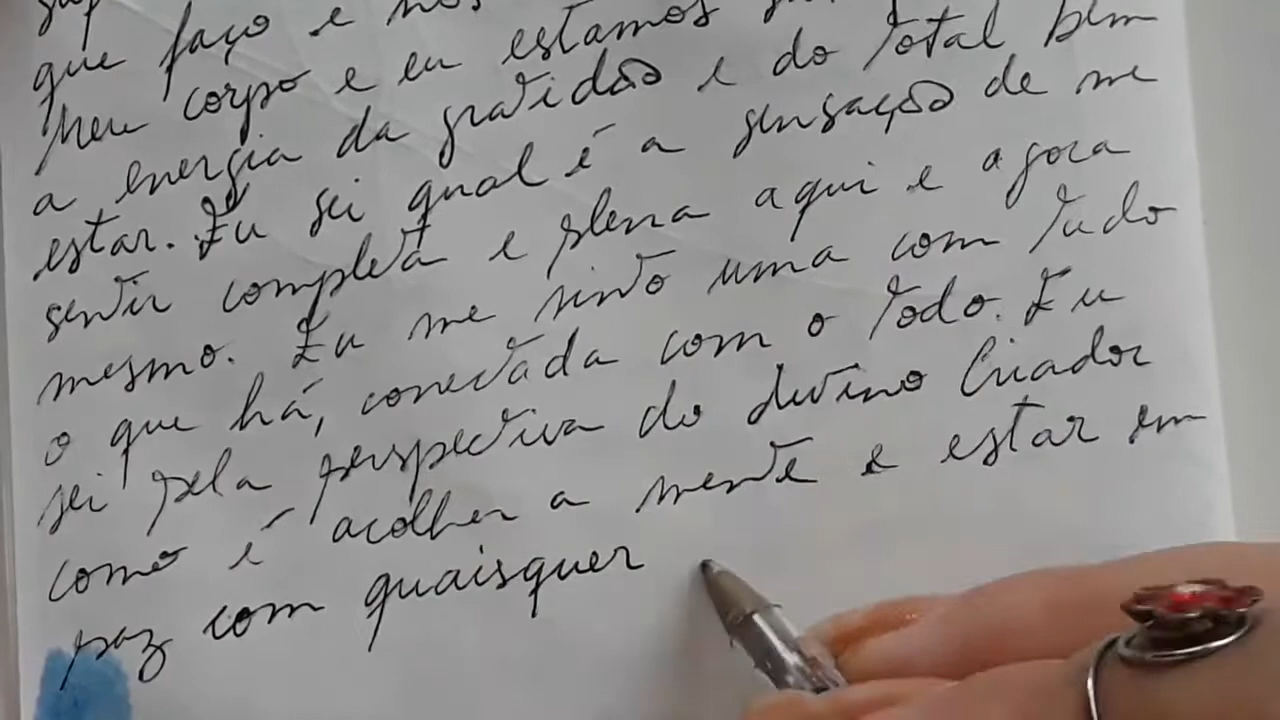 que faço e
Meu corpo e eu estamos
a energia da gratidão e do total bem
estar. Eu sei qual é a sensação de me
sentir completa e plena aqui e agora
mesmo. Eu me sinto uma com tudo
o que há, conectada com o todo. Eu
sei pela perspectiva do divino Criador
como é acolher a mente e estar em
paz com quaisquer